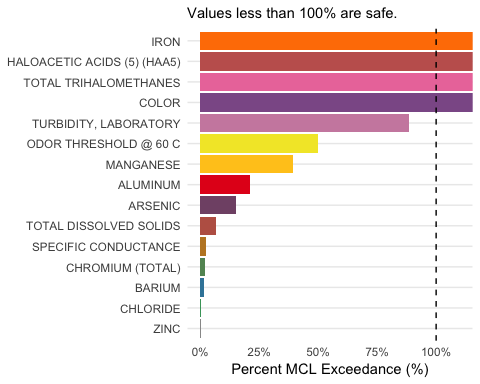 Values less than 100% are safe.
IRON
HALOACETIC ACIDS (5) (HAA5)
TOTAL TRIHALOMETHANES
COLOR
TURBIDITY, LABORATORY
ODOR THRESHOLD @ 60 C
MANGANESE
ALUMINUM
ARSENIC
TOTAL DISSOLVED SOLIDS
SPECIFIC CONDUCTANCE
CHROMIUM (TOTAL)
BARIUM
CHLORIDE
ZINC
0% 25% 50% 75% 100%
Percent MCL Exceedance (%)